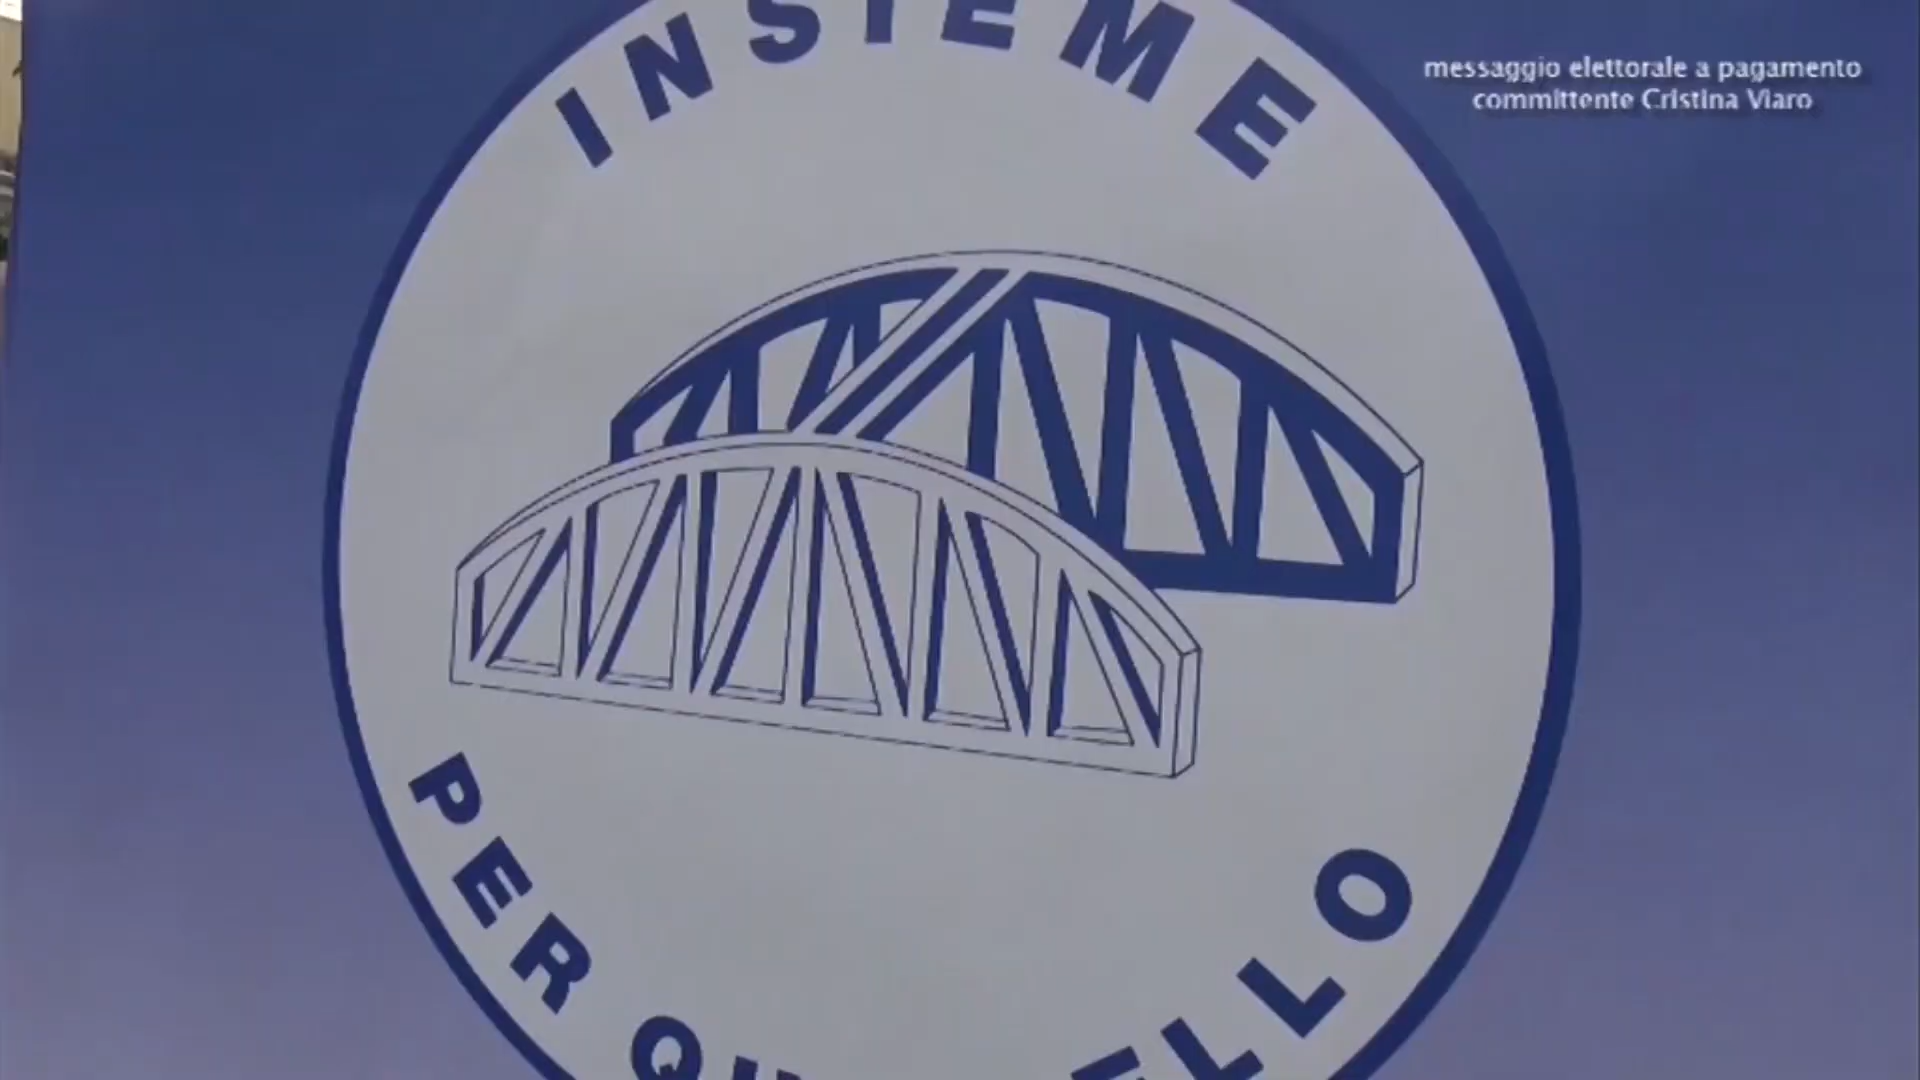 INSIEME
messaggio elettorale a pagamento
committente Cristina Viaro
PER